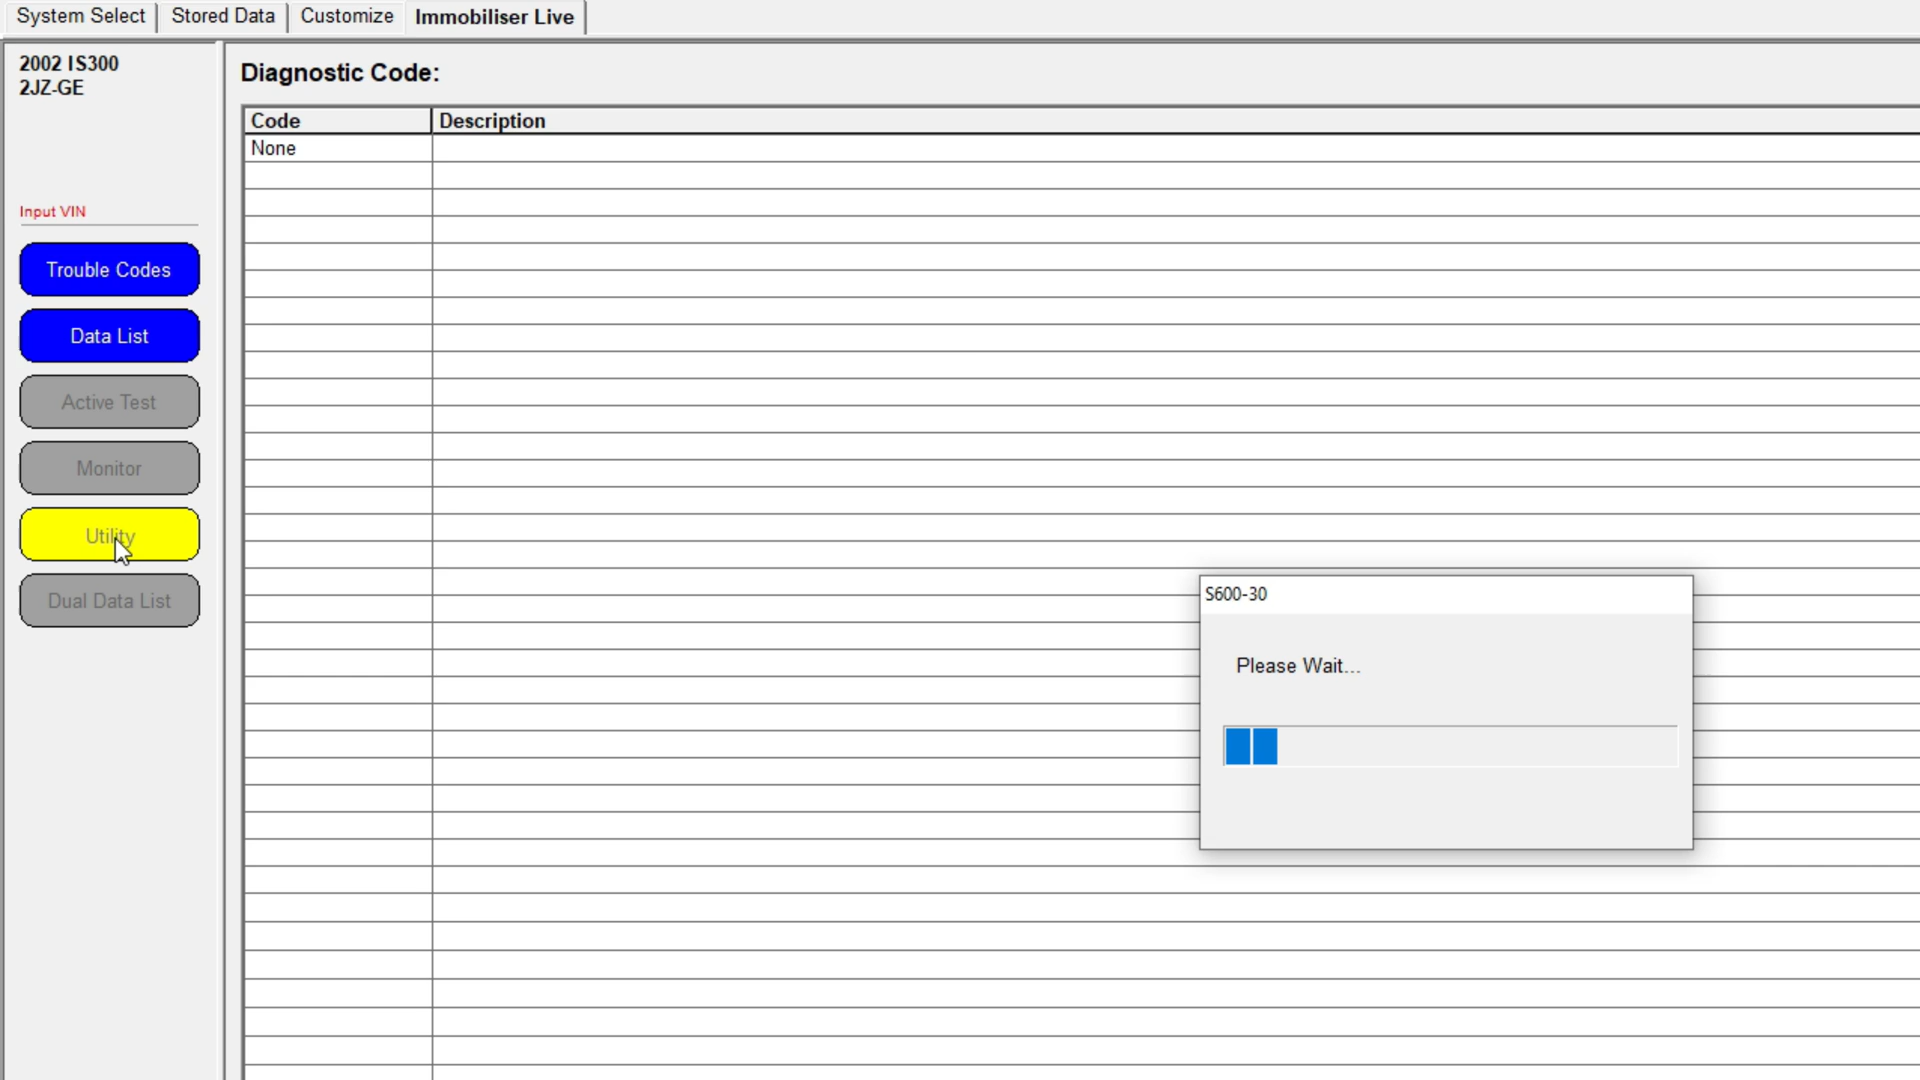 System Select
Stored Data
Customize
Immobiliser Live
2002 IS300
2JZ-GE
Input VIN
Trouble Codes
Data List
Active Test
Monitor
Utility
Dual Data List
Diagnostic Code:
Code
Description
None
S600-30
Please Wait...